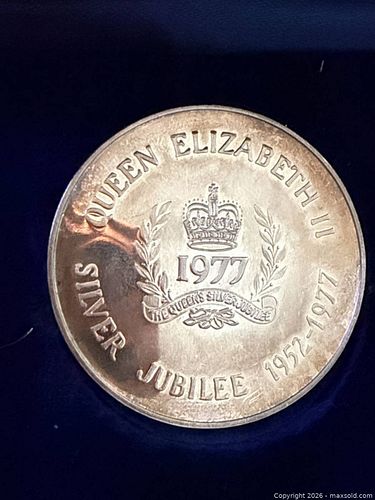 QUEEN ELIZABETH II
1977
THE QUEEN'S SILVER JUBILEE
SILVER JUBILEE 1952-1977
Copyright 2026 - maxsold.com